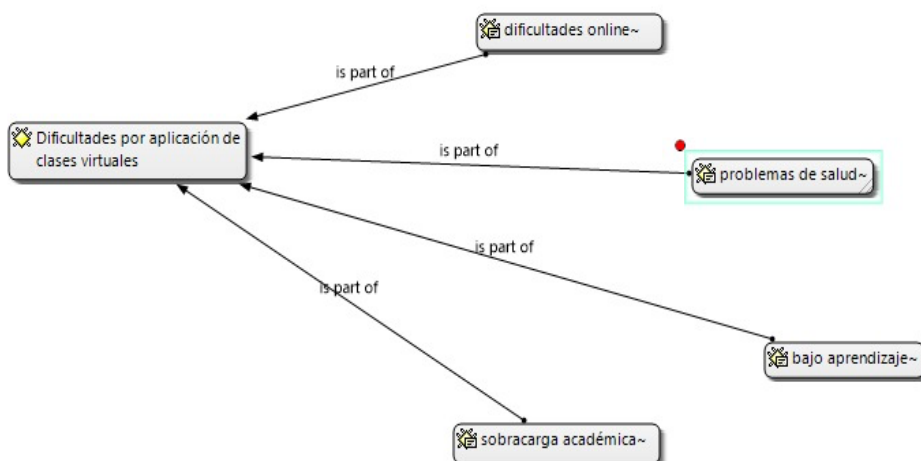 dificultades online~
is part of
Dificultades por aplicación de
clases virtuales
is part of
problemas de salud~
is part of
is part of
bajo aprendizaje~
sobracarga académica~